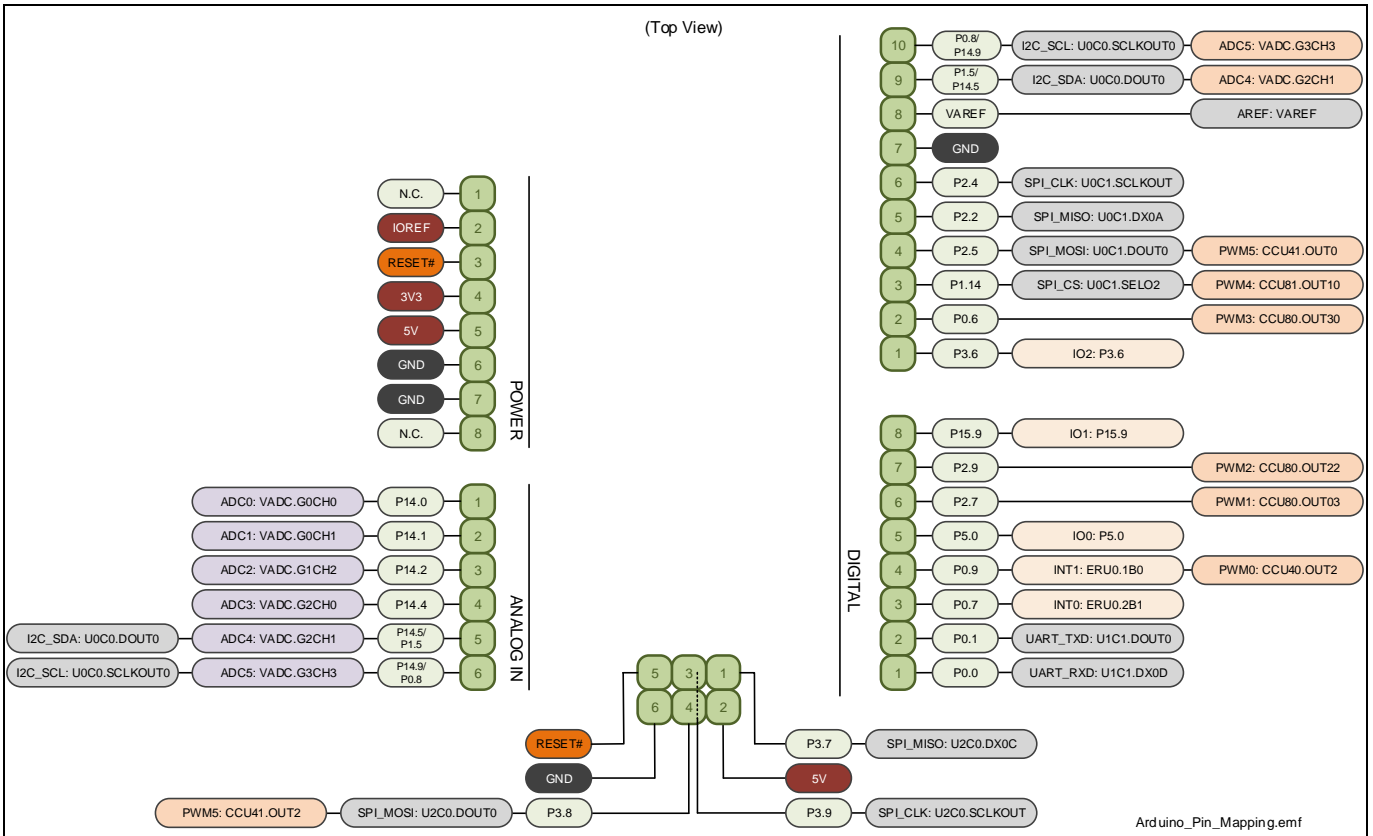 (Top View)
10 P0.8/ P14.9 I2C_SCL: U0C0.SCLKOUT0 ADC5: VADC.G3CH3
9 P1.5/ P14.5 I2C_SDA: U0C0.DOUT0 ADC4: VADC.G2CH1
8 VAREF AREF: VAREF
7 GND
6 P2.4 SPI_CLK: U0C1.SCLKOUT
5 P2.2 SPI_MISO: U0C1.DX0A
4 P2.5 SPI_MOSI: U0C1.DOUT0 PWM5: CCU41.OUT0
3 P1.14 SPI_CS: U0C1.SELO2 PWM4: CCU81.OUT10
2 P0.6 PWM3: CCU80.OUT30
1 P3.6 IO2: P3.6
N.C. 1
IOREF 2
RESET# 3
3V3 4
5V 5
GND 6
GND 7
N.C. 8
POWER
8 P15.9 IO1: P15.9
7 P2.9 PWM2: CCU80.OUT22
6 P2.7 PWM1: CCU80.OUT03
5 P5.0 IO0: P5.0
4 P0.9 INT1: ERU0.1B0 PWM0: CCU40.OUT2
3 P0.7 INT0: ERU0.2B1
2 P0.1 UART_TXD: U1C1.DOUT0
1 P0.0 UART_RXD: U1C1.DX0D
DIGITAL
ADC0: VADC.G0CH0 P14.0 1
ADC1: VADC.G0CH1 P14.1 2
ADC2: VADC.G1CH2 P14.2 3
ADC3: VADC.G2CH0 P14.4 4
I2C_SDA: U0C0.DOUT0 ADC4: VADC.G2CH1 P14.5/ P1.5 5
I2C_SCL: U0C0.SCLKOUT0 ADC5: VADC.G3CH3 P14.9/ P0.8 6
ANALOG IN
5 3 1
6 4 2
RESET#
GND
PWM5: CCU41.OUT2 SPI_MOSI: U2C0.DOUT0 P3.8
P3.7 SPI_MISO: U2C0.DX0C
5V
P3.9 SPI_CLK: U2C0.SCLKOUT
Arduino_Pin_Mapping.emf